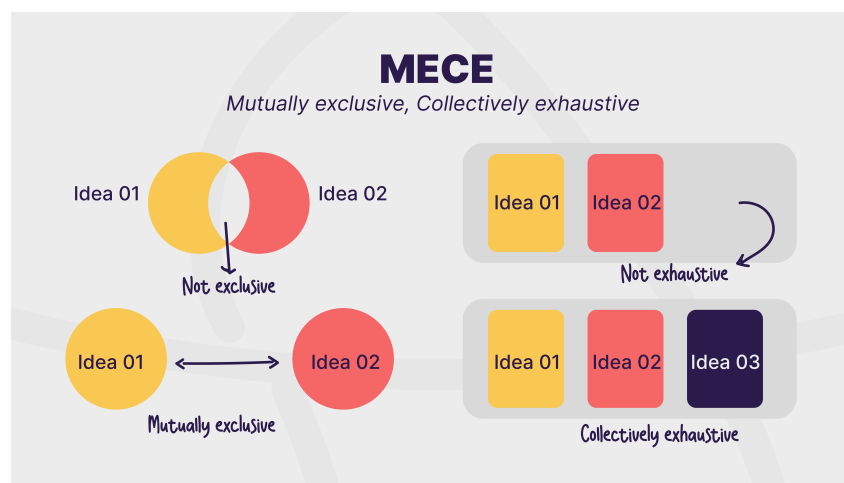 MECE
Mutually exclusive, Collectively exhaustive
Idea 01
Idea 02
Not exclusive
Idea 01
Idea 02
Mutually exclusive
Idea 01
Idea 02
Not exhaustive
Idea 01
Idea 02
Idea 03
Collectively exhaustive